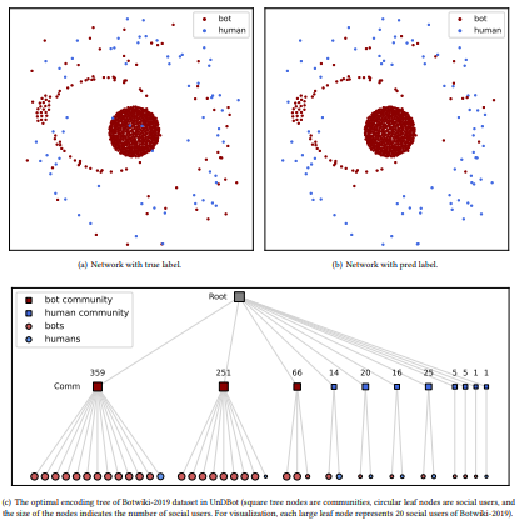 bot
human
bot
human
(a) Network with true label.
(b) Network with pred label.
bot community
human community
bots
humans
Root
359
251
66
14
20
16
25
5
5
1
1
Comm
(c) The optimal encoding tree of Botwiki-2019 dataset in UnDBot (square tree nodes are communities, circular leaf nodes are social users, and
the size of the nodes indicates the number of social users. For visualization, each large leaf node represents 20 social users of Botwiki-2019).